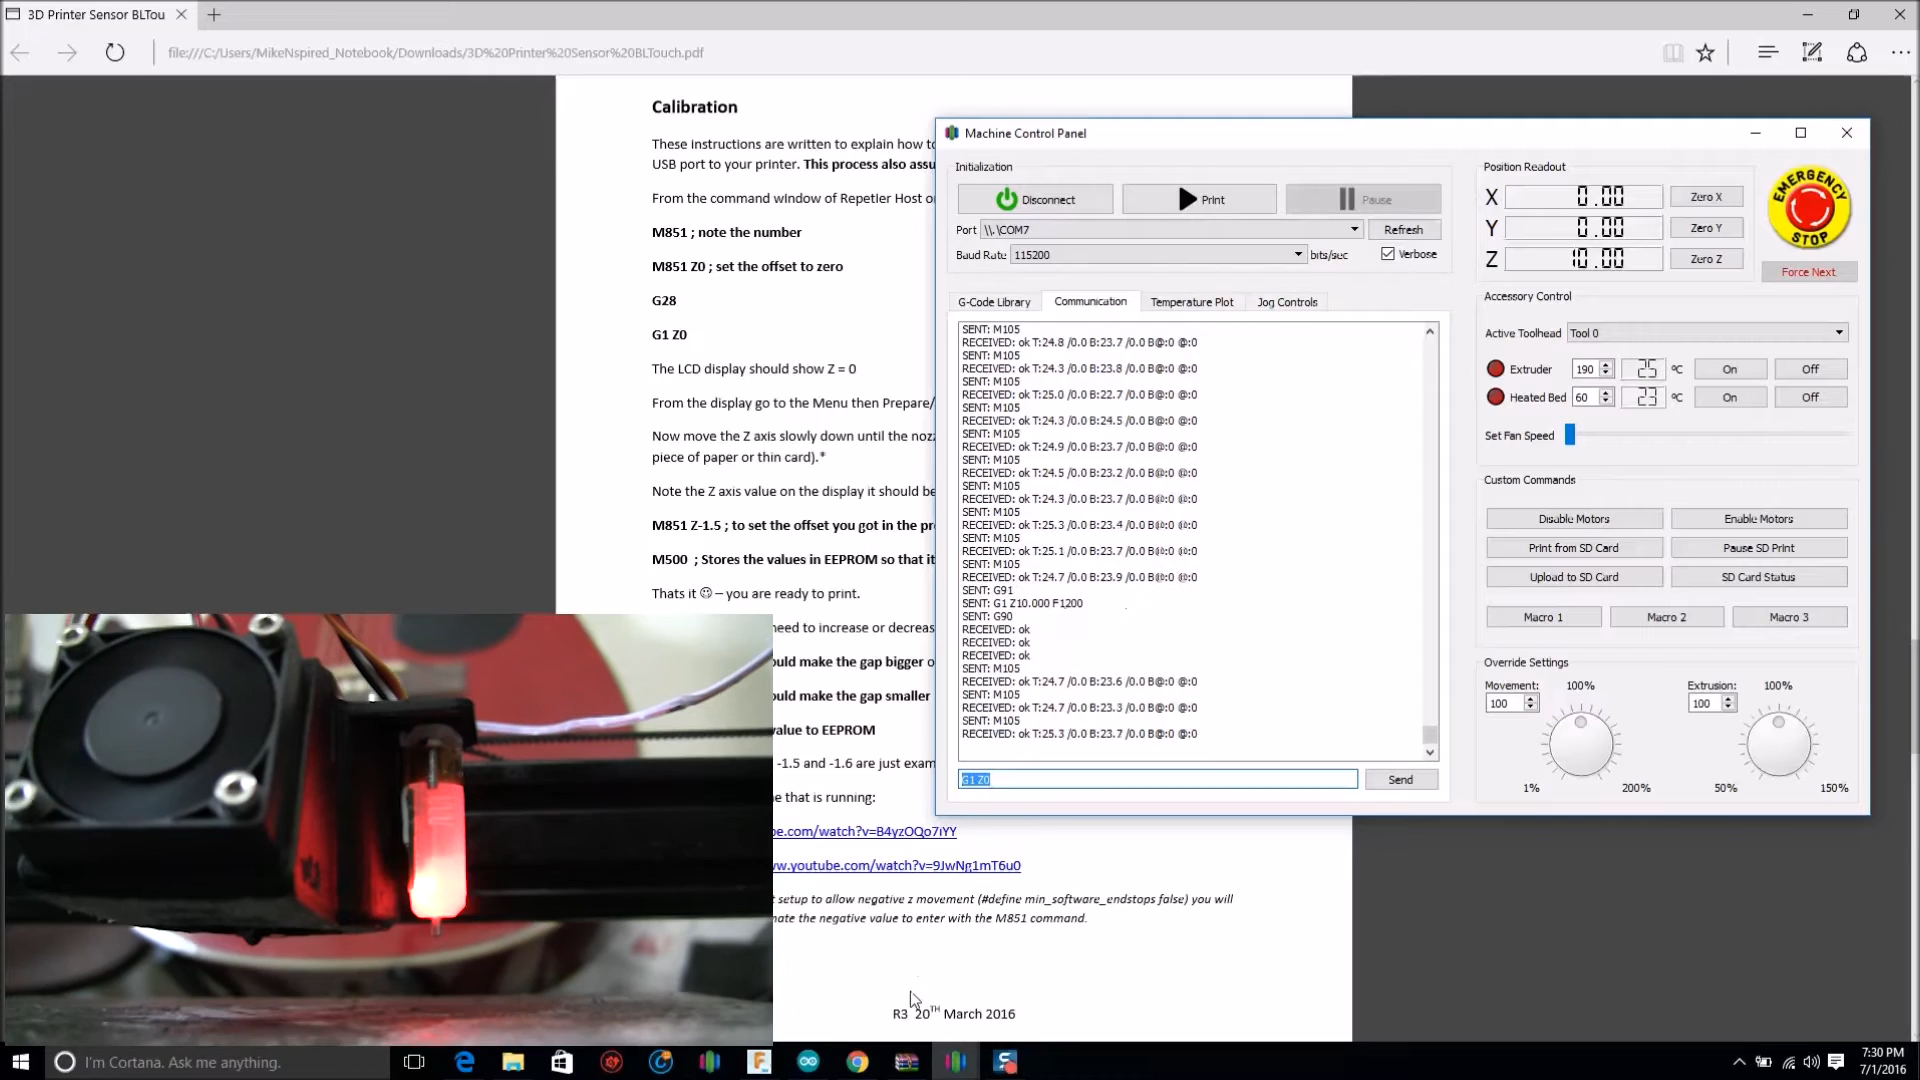 3D Printer Sensor BLTou
file:///C:/Users/MikeNspired_Notebook/Downloads/3D%20Printer%20Sensor%20BLTouch.pdf
Calibration
These instructions are written to explain how to
USB port to your printer. This process also assu
From the command window of Repetier Host or
M851 ; note the number
M851 Z0 ; set the offset to zero
G28
G1 Z0
The LCD display should show Z = 0
From the display go to the Menu then Prepare/
Now move the Z axis slowly down until the nozz
piece of paper or thin card).*
Note the Z axis value on the display it should be
M851 Z-1.5 ; to set the offset you got in the pr
M500 ; Stores the values in EEPROM so that it
Thats it ☺ – you are ready to print.
need to increase or decreas
uld make the gap bigger o
uld make the gap smaller
value to EEPROM
-1.5 and -1.6 are just exam
e that is running:
be.com/watch?v=B4yzOQo7iYY
w.youtube.com/watch?v=9JwNg1mT6u0
t setup to allow negative z movement (#define min_software_endstops false) you will
nate the negative value to enter with the M851 command.
R3 20TH March 2016
Machine Control Panel
Initialization
Disconnect
Print
Pause
Port \\.\COM7
Refresh
Baud Rate 115200
bits/sec
Verbose
G-Code Library
Communication
Temperature Plot
Jog Controls
SENT: M105
RECEIVED: ok T:24.8 /0.0 B:23.7 /0.0 B@:0 @:0
SENT: M105
RECEIVED: ok T:24.3 /0.0 B:23.8 /0.0 B@:0 @:0
SENT: M105
RECEIVED: ok T:25.0 /0.0 B:22.7 /0.0 B@:0 @:0
SENT: M105
RECEIVED: ok T:24.3 /0.0 B:24.5 /0.0 B@:0 @:0
SENT: M105
RECEIVED: ok T:24.9 /0.0 B:23.7 /0.0 B@:0 @:0
SENT: M105
RECEIVED: ok T:24.5 /0.0 B:23.2 /0.0 B@:0 @:0
SENT: M105
RECEIVED: ok T:24.3 /0.0 B:23.7 /0.0 B@:0 @:0
SENT: M105
RECEIVED: ok T:25.3 /0.0 B:23.4 /0.0 B@:0 @:0
SENT: M105
RECEIVED: ok T:25.1 /0.0 B:23.7 /0.0 B@:0 @:0
SENT: M105
RECEIVED: ok T:24.7 /0.0 B:23.9 /0.0 B@:0 @:0
SENT: G91
SENT: G1 Z10.000 F1200
SENT: G90
RECEIVED: ok
RECEIVED: ok
RECEIVED: ok
SENT: M105
RECEIVED: ok T:24.7 /0.0 B:23.6 /0.0 B@:0 @:0
SENT: M105
RECEIVED: ok T:24.7 /0.0 B:23.3 /0.0 B@:0 @:0
SENT: M105
RECEIVED: ok T:25.3 /0.0 B:23.7 /0.0 B@:0 @:0
G1 Z0
Send
Position Readout
X 0.00 Zero X
Y 0.00 Zero Y
Z 10.00 Zero Z
EMERGENCY
STOP
Force Next
Accessory Control
Active Toolhead Tool 0
Extruder 190 25 ºC On Off
Heated Bed 60 23 ºC On Off
Set Fan Speed
Custom Commands
Disable Motors
Enable Motors
Print from SD Card
Pause SD Print
Upload to SD Card
SD Card Status
Macro 1
Macro 2
Macro 3
Override Settings
Movement: 100%
100
1% 200%
Extrusion: 100%
100
50% 150%
I'm Cortana. Ask me anything.
7:30 PM
7/1/2016